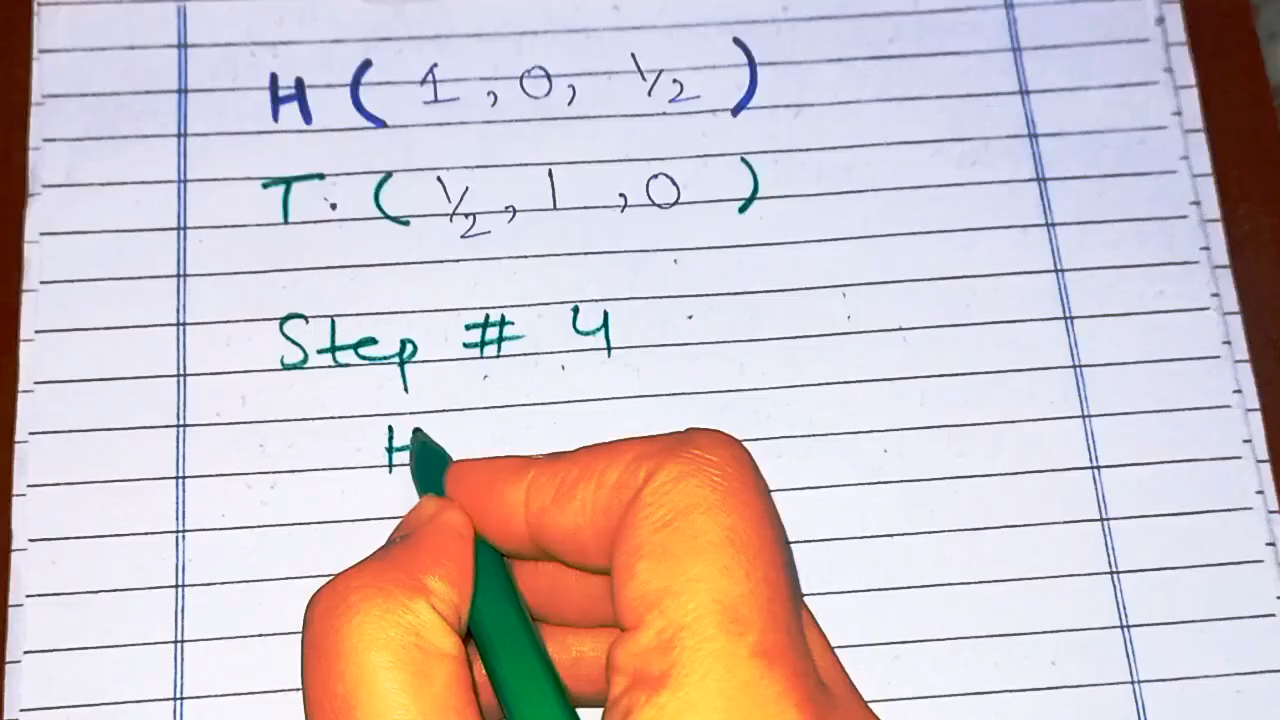 H ( 1 , 0 , 1/2 )
T. ( 1/2 , 1 , 0 )
Step # 4
H